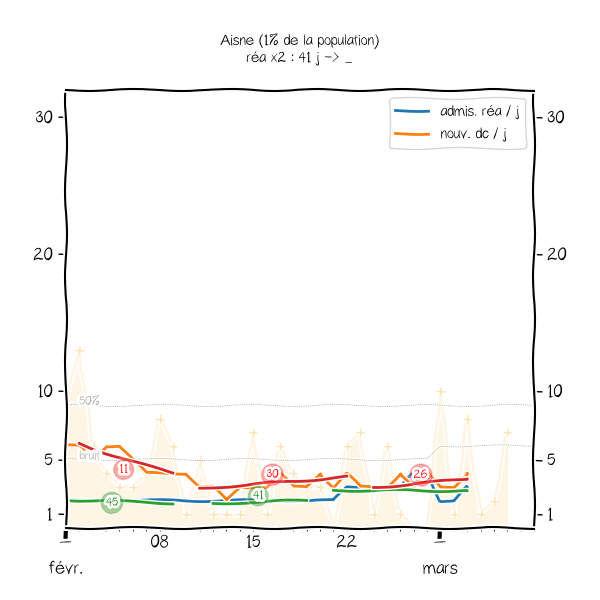 Aisne (1% de la population)
réa x2 : 41 j -> _
admis. réa / j
nouv. dc / j
30
30
20
20
10
10
50%
bruit
5
5
11
30
26
45
41
1
1
08
15
22
févr.
mars